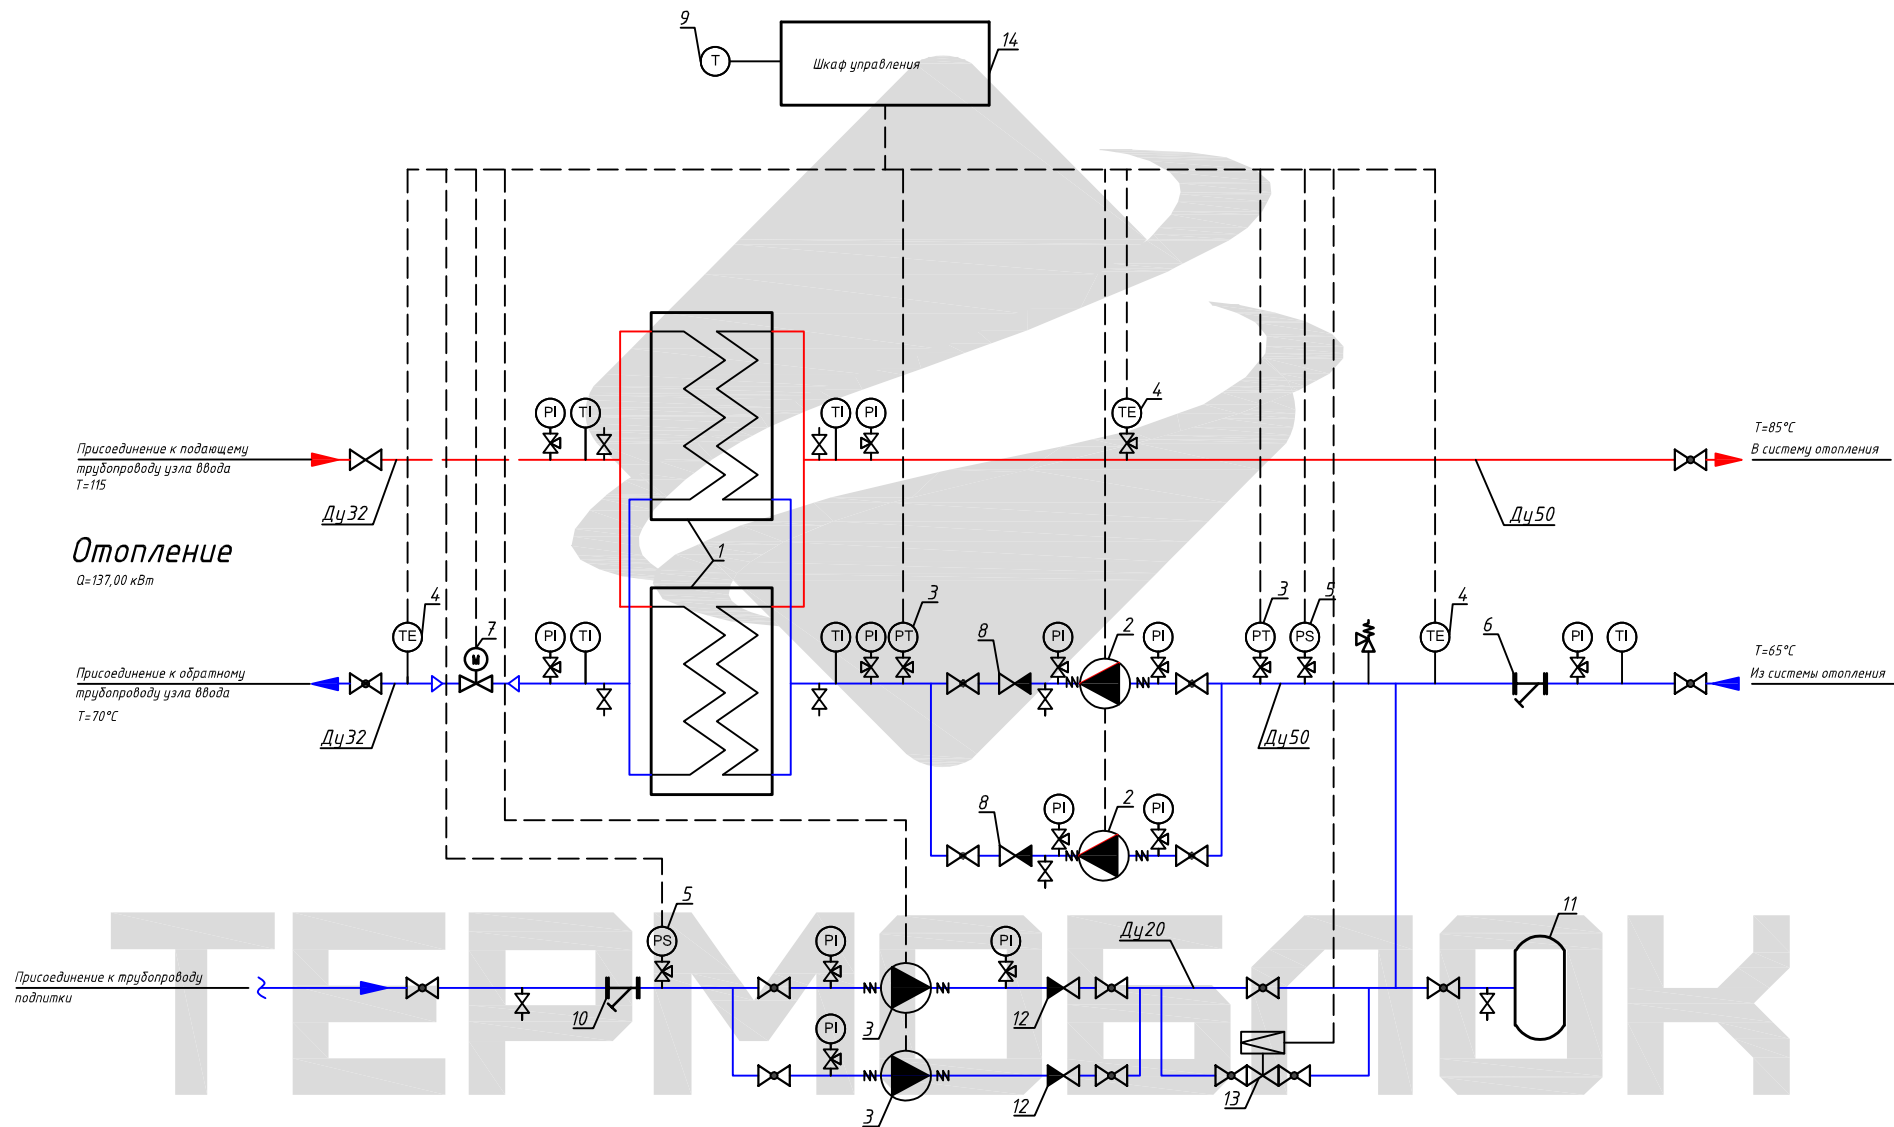 9
T
Шкаф управления
14
PI
TI
TI
PI
TE
4
Присоединение к подающему
трубопроводу узла ввода
T=115
Ду32
T=85°C
В систему отопления
Ду50
Отопление
Q=137,00 кВт
1
TE
4
M
7
PI
TI
TI
PI
PT
3
8
PI
2
PI
PT
3
PS
5
TE
4
6
PI
TI
Присоединение к обратному
трубопроводу узла ввода
T=70°C
Ду32
T=65°C
Из системы отопления
Ду50
8
PI
2
PI
ТЕРМОБЛОК
PS
5
PI
PI
Ду20
11
Присоединение к трубопроводу
подпитки
10
3
12
PI
3
12
13